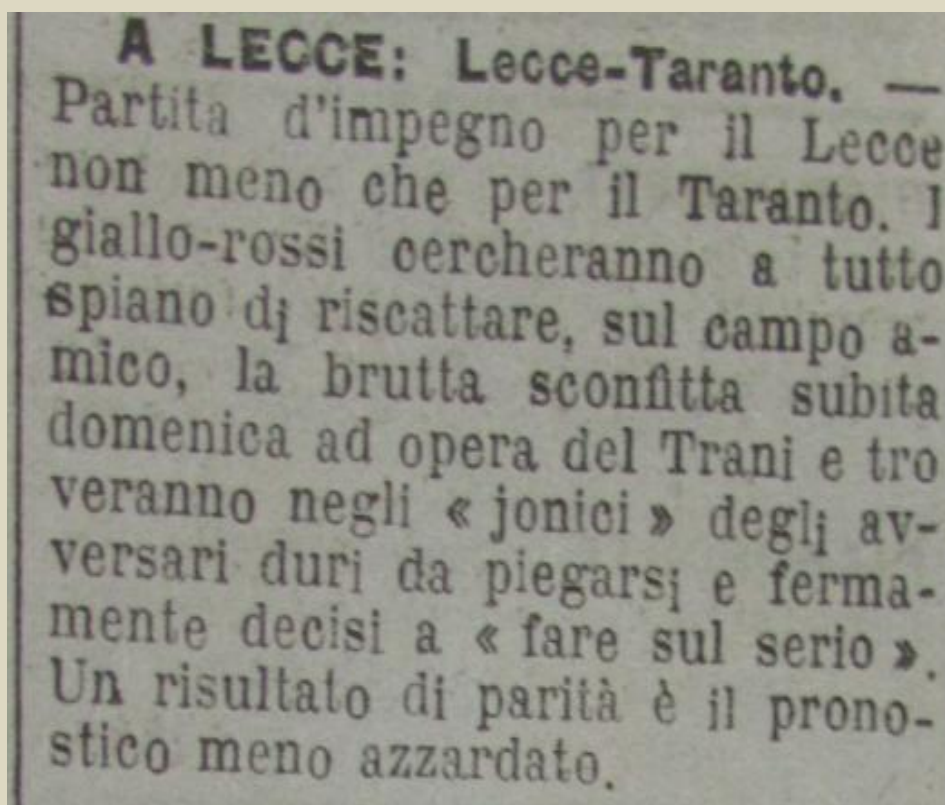 A LECCE: Lecce-Taranto. —
Partita d'impegno per il Lecce
non meno che per il Taranto. I
giallo-rossi cercheranno a tutto
spiano di riscattare, sul campo a-
mico, la brutta sconfitta subita
domenica ad opera del Trani e tro
veranno negli « jonici » degli av-
versari duri da piegarsi e ferma-
mente decisi a « fare sul serio ».
Un risultato di parità è il prono-
stico meno azzardato.